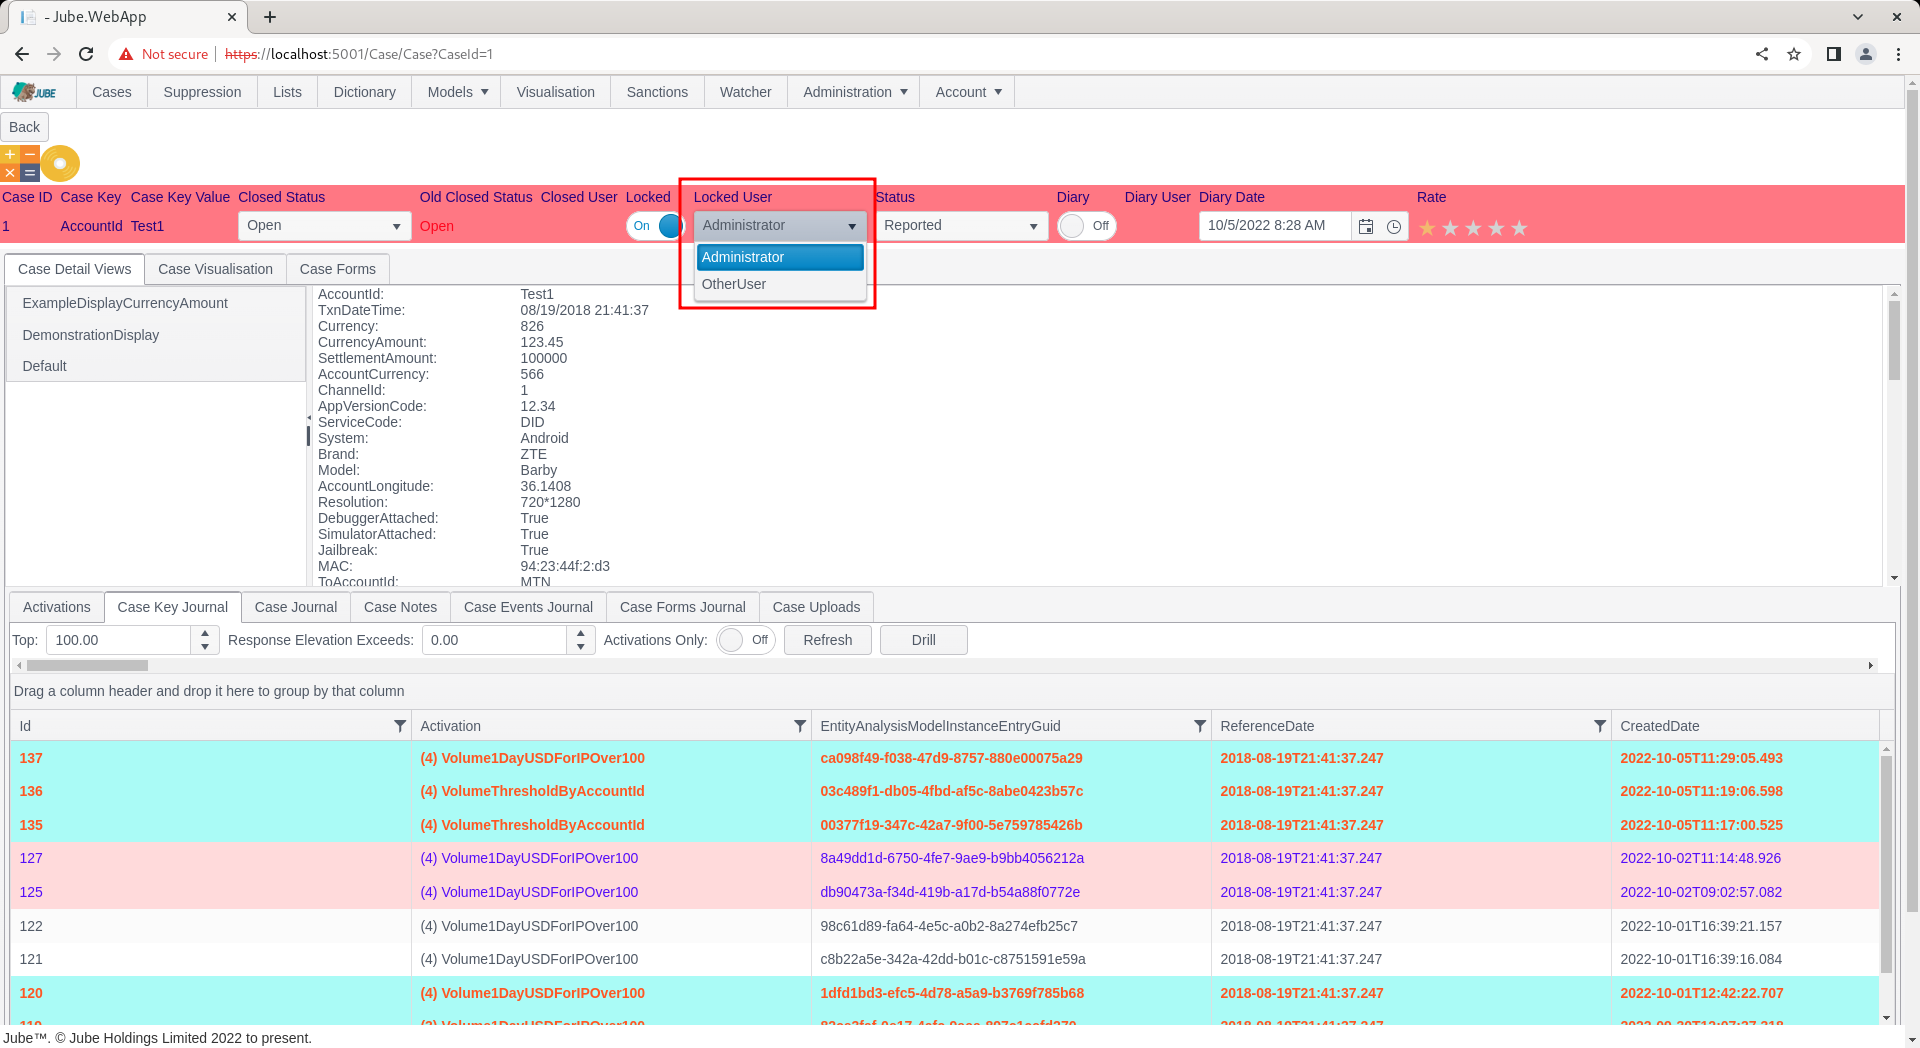 - Jube.WebApp
Not secure | https://localhost:5001/Case/Case?CaseId=1
JUBE Cases Suppression Lists Dictionary Models Visualisation Sanctions Watcher Administration Account
Back
Case ID Case Key Case Key Value Closed Status Old Closed Status Closed User Locked Locked User Status Diary Diary User Diary Date Rate
1 AccountId Test1 Open Open On Administrator Reported Off 10/5/2022 8:28 AM
Administrator
OtherUser
Case Detail Views Case Visualisation Case Forms
ExampleDisplayCurrencyAmount
DemonstrationDisplay
Default
AccountId: Test1
TxnDateTime: 08/19/2018 21:41:37
Currency: 826
CurrencyAmount: 123.45
SettlementAmount: 100000
AccountCurrency: 566
ChannelId: 1
AppVersionCode: 12.34
ServiceCode: DID
System: Android
Brand: ZTE
Model: Barby
AccountLongitude: 36.1408
Resolution: 720*1280
DebuggerAttached: True
SimulatorAttached: True
Jailbreak: True
MAC: 94:23:44f:2:d3
ToAccountId: MTN
Activations Case Key Journal Case Journal Case Notes Case Events Journal Case Forms Journal Case Uploads
Top: 100.00 Response Elevation Exceeds: 0.00 Activations Only: Off Refresh Drill
Drag a column header and drop it here to group by that column
Id Activation EntityAnalysisModelInstanceEntryGuid ReferenceDate CreatedDate
137 (4) Volume1DayUSDForIPOver100 ca098f49-f038-47d9-8757-880e00075a29 2018-08-19T21:41:37.247 2022-10-05T11:29:05.493
136 (4) VolumeThresholdByAccountId 03c489f1-db05-4fbd-af5c-8abe0423b57c 2018-08-19T21:41:37.247 2022-10-05T11:19:06.598
135 (4) VolumeThresholdByAccountId 00377f19-347c-42a7-9f00-5e759785426b 2018-08-19T21:41:37.247 2022-10-05T11:17:00.525
127 (4) Volume1DayUSDForIPOver100 8a49dd1d-6750-4fe7-9ae9-b9bb4056212a 2018-08-19T21:41:37.247 2022-10-02T11:14:48.926
125 (4) Volume1DayUSDForIPOver100 db90473a-f34d-419b-a17d-b54a88f0772e 2018-08-19T21:41:37.247 2022-10-02T09:02:57.082
122 (4) Volume1DayUSDForIPOver100 98c61d89-fa64-4e5c-a0b2-8a274efb25c7 2018-08-19T21:41:37.247 2022-10-01T16:39:21.157
121 (4) Volume1DayUSDForIPOver100 c8b22a5e-342a-42dd-b01c-c8751591e59a 2018-08-19T21:41:37.247 2022-10-01T16:39:16.084
120 (4) Volume1DayUSDForIPOver100 1dfd1bd3-efc5-4d78-a5a9-b3769f785b68 2018-08-19T21:41:37.247 2022-10-01T12:42:22.707
Jube™. © Jube Holdings Limited 2022 to present.